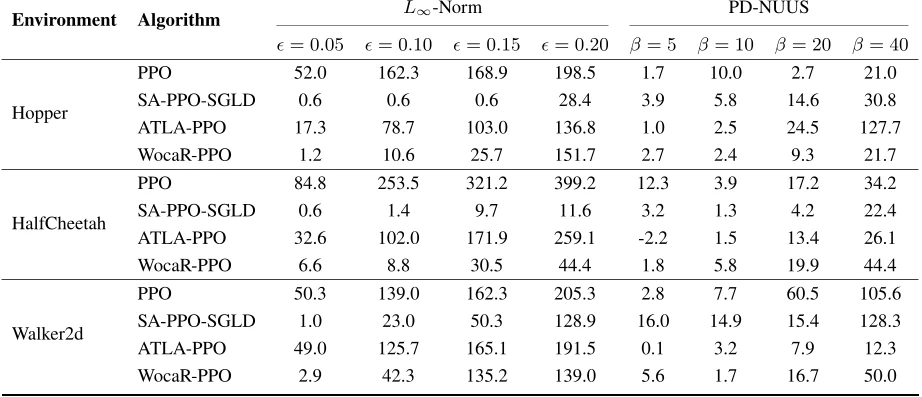 Environment Algorithm L∞-Norm PD-NUUS
ϵ = 0.05 ϵ = 0.10 ϵ = 0.15 ϵ = 0.20 β = 5 β = 10 β = 20 β = 40
Hopper
PPO 52.0 162.3 168.9 198.5 1.7 10.0 2.7 21.0
SA-PPO-SGLD 0.6 0.6 0.6 28.4 3.9 5.8 14.6 30.8
ATLA-PPO 17.3 78.7 103.0 136.8 1.0 2.5 24.5 127.7
WocaR-PPO 1.2 10.6 25.7 151.7 2.7 2.4 9.3 21.7
HalfCheetah
PPO 84.8 253.5 321.2 399.2 12.3 3.9 17.2 34.2
SA-PPO-SGLD 0.6 1.4 9.7 11.6 3.2 1.3 4.2 22.4
ATLA-PPO 32.6 102.0 171.9 259.1 -2.2 1.5 13.4 26.1
WocaR-PPO 6.6 8.8 30.5 44.4 1.8 5.8 19.9 44.4
Walker2d
PPO 50.3 139.0 162.3 205.3 2.8 7.7 60.5 105.6
SA-PPO-SGLD 1.0 23.0 50.3 128.9 16.0 14.9 15.4 128.3
ATLA-PPO 49.0 125.7 165.1 191.5 0.1 3.2 7.9 12.3
WocaR-PPO 2.9 42.3 135.2 139.0 5.6 1.7 16.7 50.0